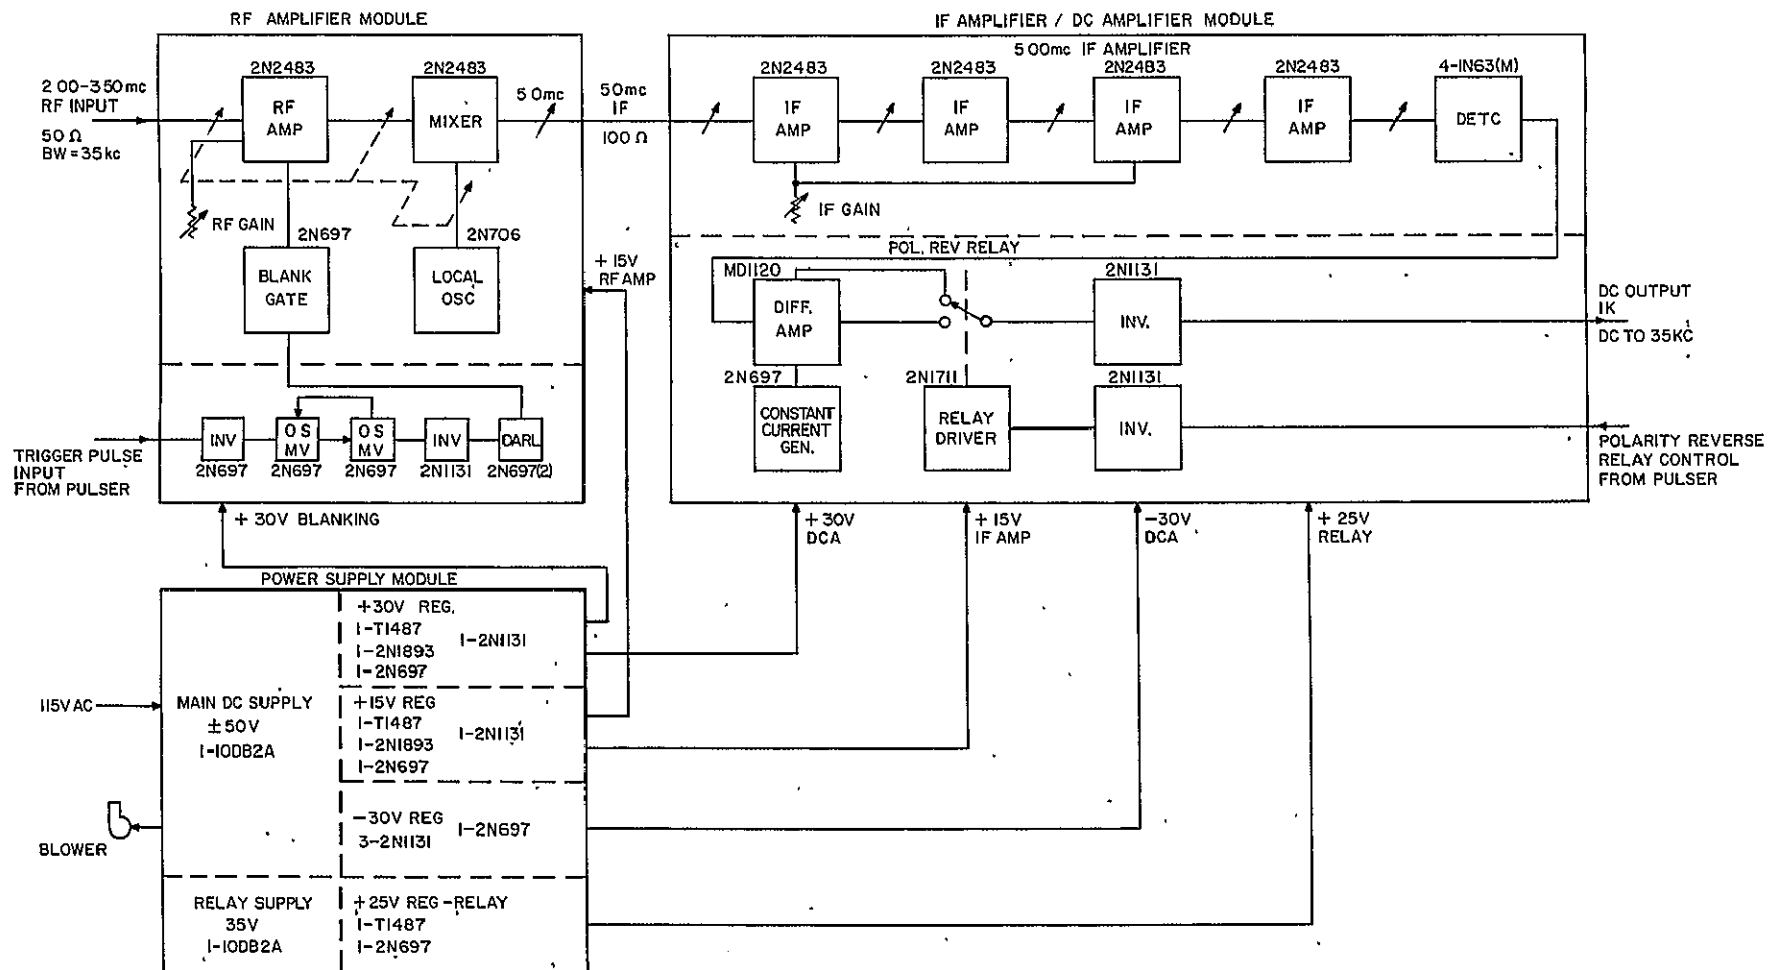 RF AMPLIFIER MODULE
2 00-350mc
RF INPUT
50 Ω
BW = 35kc
2N2483
RF
AMP
2N2483
MIXER
5 0mc
RF GAIN
2N697
BLANK
GATE
2N706
LOCAL
OSC
+ 15V
RF AMP
TRIGGER PULSE
INPUT
FROM PULSER
INV
2N697
O S
MV
2N697
O S
MV
2N697
INV
2N1131
DARL
2N697(2)
+ 30V BLANKING
50mc
IF
100 Ω
IF AMPLIFIER / DC AMPLIFIER MODULE
5 00mc IF AMPLIFIER
2N2483
IF
AMP
2N2483
IF
AMP
2N2483
IF
AMP
2N2483
IF
AMP
4-IN63(M)
DETC
IF GAIN
POL. REV RELAY
MD1120
DIFF.
AMP
2N1131
INV.
DC OUTPUT
1K
DC TO 35KC
2N697
CONSTANT
CURRENT
GEN.
2N1711
RELAY
DRIVER
2N1131
INV.
POLARITY REVERSE
RELAY CONTROL
FROM PULSER
+ 30V
DCA
+ 15V
IF AMP
-30V
DCA
+ 25V
RELAY
POWER SUPPLY MODULE
115VAC
BLOWER
MAIN DC SUPPLY
±50V
1-10DB2A
+30V REG.
1-T1487
1-2N1893
1-2N697
1-2N1131
+15V REG
1-T1487
1-2N1893
1-2N697
1-2N1131
-30V REG
3-2N1131
1-2N697
RELAY SUPPLY
35V
1-10DB2A
+25V REG-RELAY
1-T1487
1-2N697